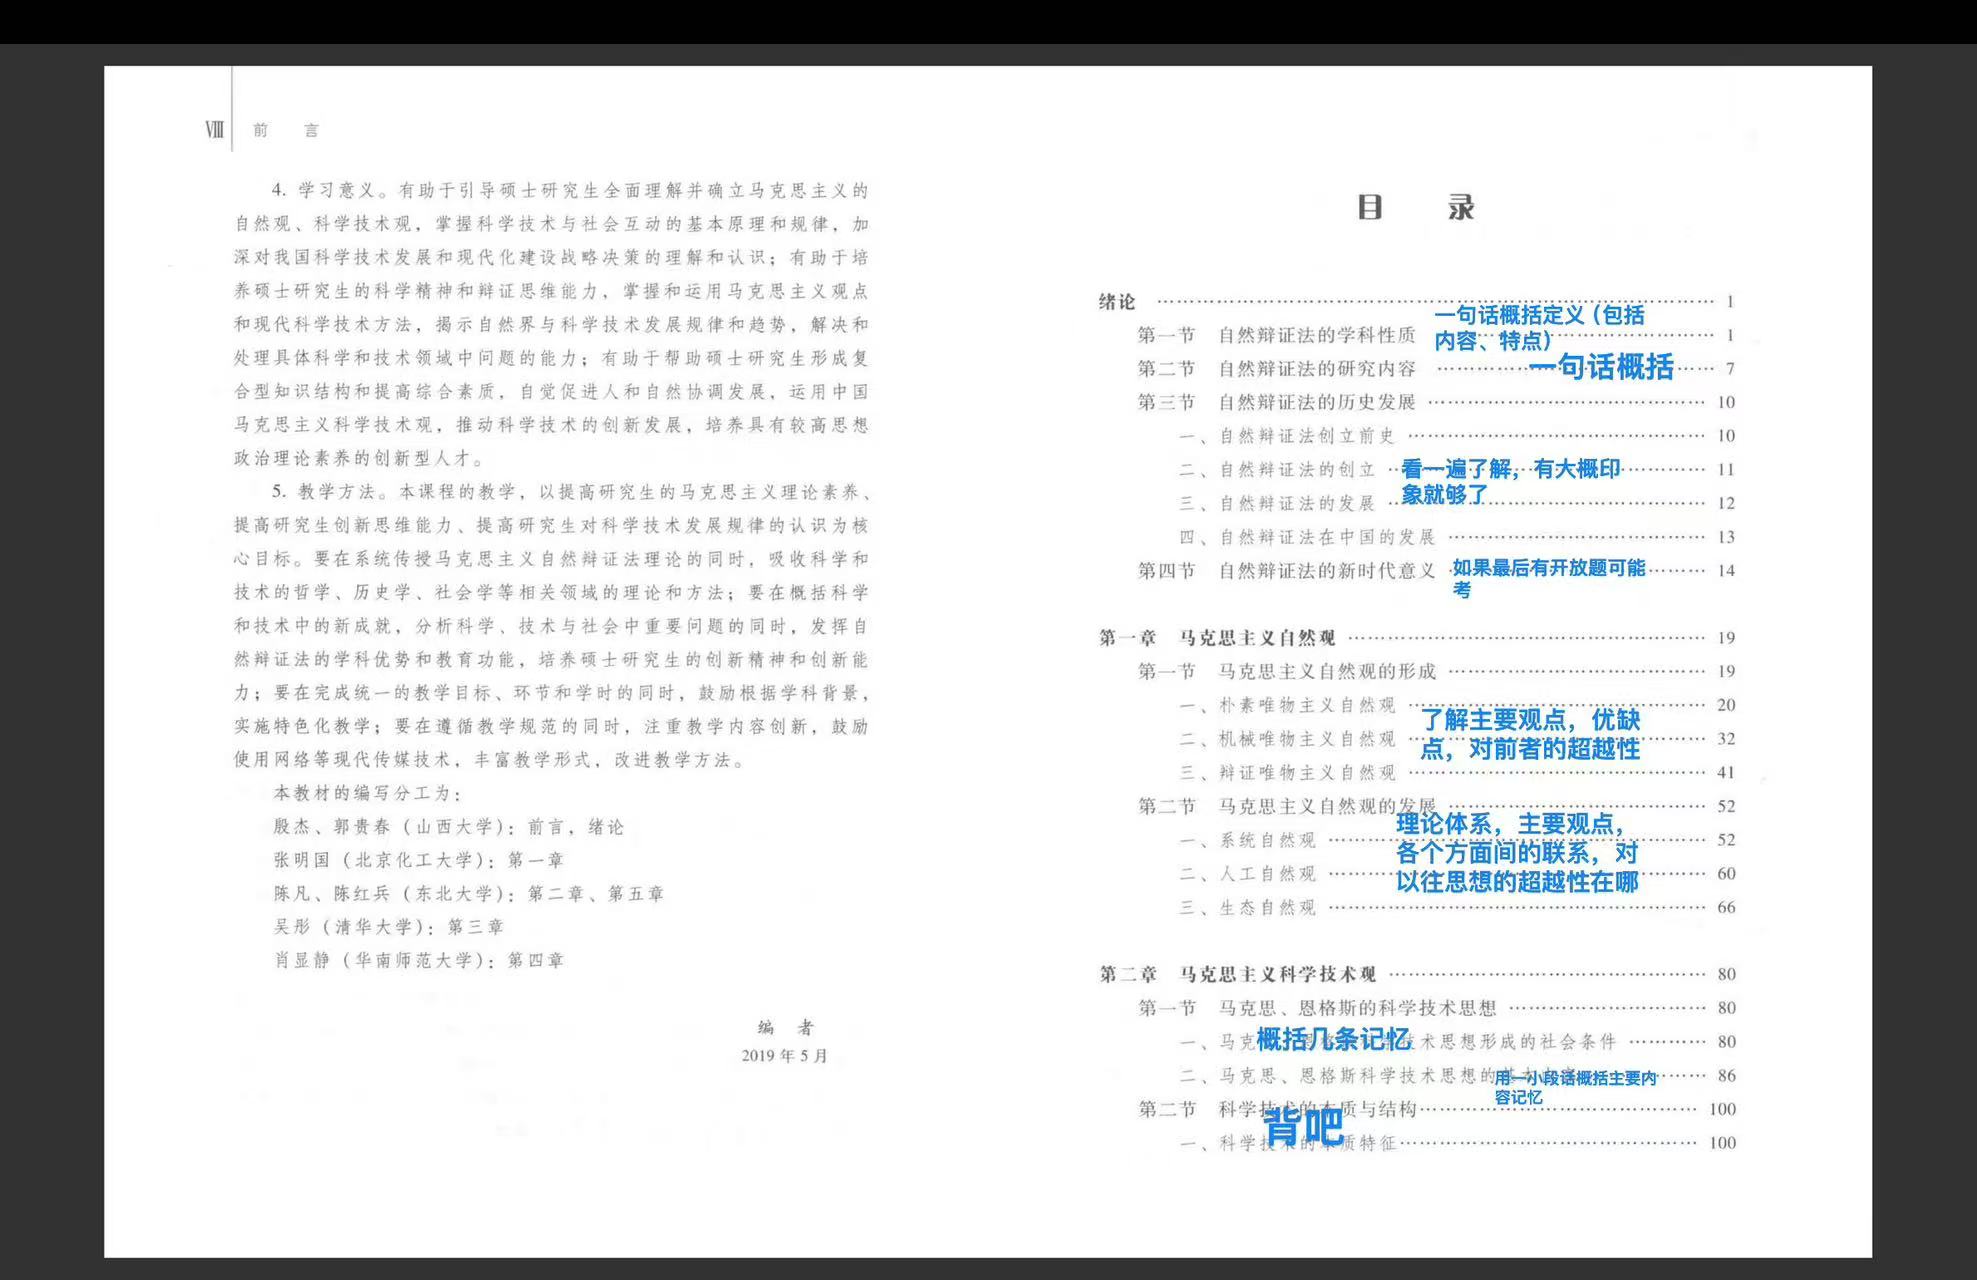 Ⅷ 前 言
4. 学习意义。有助于引导硕士研究生全面理解并确立马克思主义的
自然观、科学技术观，掌握科学技术与社会互动的基本原理和规律，加
深对我国科学技术发展和现代化建设战略决策的理解和认识；有助于培
养硕士研究生的科学精神和辩证思维能力，掌握和运用马克思主义观点
和现代科学技术方法，揭示自然界与科学技术发展规律和趋势，解决和
处理具体科学和技术领域中问题的能力；有助于帮助硕士研究生形成复
合型知识结构和提高综合素质，自觉促进人和自然协调发展，运用中国
马克思主义科学技术观，推动科学技术的创新发展，培养具有较高思想
政治理论素养的创新型人才。
5. 教学方法。本课程的教学，以提高研究生的马克思主义理论素养、
提高研究生创新思维能力、提高研究生对科学技术发展规律的认识为核
心目标。要在系统传授马克思主义自然辩证法理论的同时，吸收科学和
技术的哲学、历史学、社会学等相关领域的理论和方法；要在概括科学
和技术中的新成就，分析科学、技术与社会中重要问题的同时，发挥自
然辩证法的学科优势和教育功能，培养硕士研究生的创新精神和创新能
力；要在完成统一的教学目标、环节和学时的同时，鼓励根据学科背景，
实施特色化教学；要在遵循教学规范的同时，注重教学内容创新，鼓励
使用网络等现代传媒技术，丰富教学形式，改进教学方法。
本教材的编写分工为：
殷杰、郭贵春（山西大学）：前言，绪论
张明国（北京化工大学）：第一章
陈凡、陈红兵（东北大学）：第二章、第五章
吴彤（清华大学）：第三章
肖显静（华南师范大学）：第四章
编 者
2019 年 5 月
目 录
绪论 …… 1
一句话概括定义（包括
内容、特点）
第一节 自然辩证法的学科性质 1
第二节 自然辩证法的研究内容 …… 一句话概括 …… 7
第三节 自然辩证法的历史发展 …… 10
一、自然辩证法创立前史 …… 10
二、自然辩证法的创立 …… 11
看一遍了解，有大概印
象就够了
三、自然辩证法的发展 …… 12
四、自然辩证法在中国的发展 …… 13
第四节 自然辩证法的新时代意义 …… 14
如果最后有开放题可能
考
第一章 马克思主义自然观 …… 19
第一节 马克思主义自然观的形成 …… 19
一、朴素唯物主义自然观 …… 20
了解主要观点，优缺
点，对前者的超越性
二、机械唯物主义自然观 …… 32
三、辩证唯物主义自然观 …… 41
第二节 马克思主义自然观的发展 …… 52
理论体系，主要观点，
各个方面间的联系，对
以往思想的超越性在哪
一、系统自然观 …… 52
二、人工自然观 …… 60
三、生态自然观 …… 66
第二章 马克思主义科学技术观 …… 80
第一节 马克思、恩格斯的科学技术思想 …… 80
概括几条记忆
一、马克 技术思想形成的社会条件 …… 80
二、马克思、恩格斯科学技术思想的 …… 86
用一小段话概括主要内
容记忆
第二节 科学技术的本质与结构 …… 100
背吧
一、科学技术的本质特征 …… 100